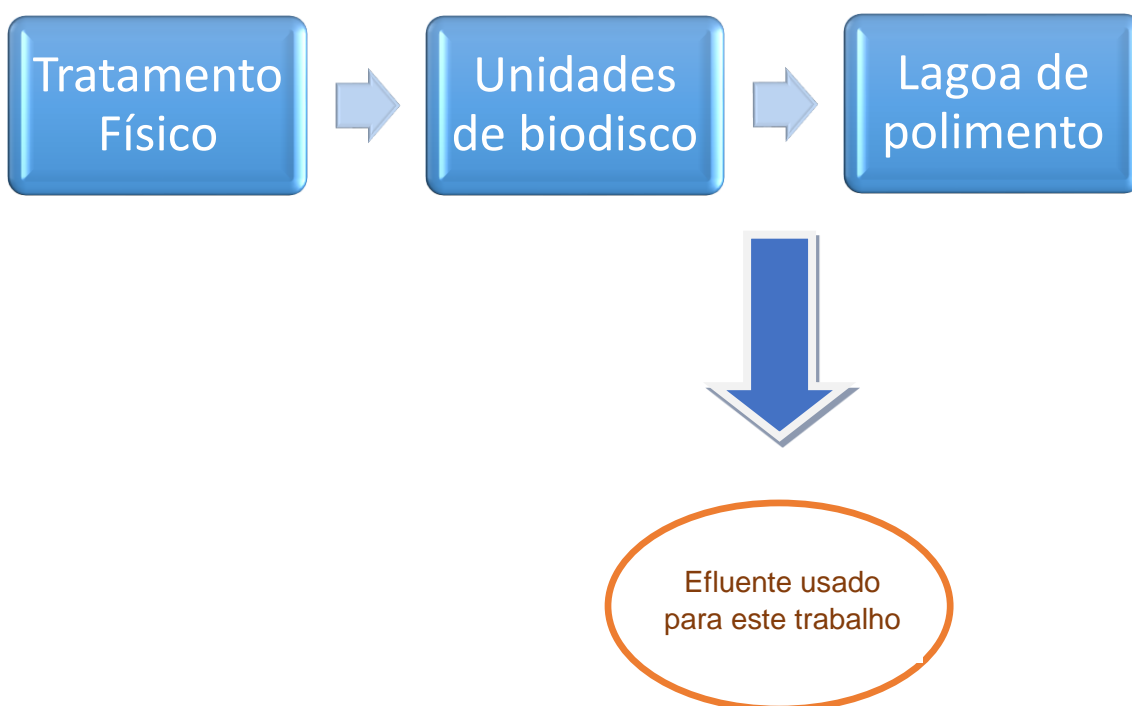 Tratamento
Físico
Unidades
de biodisco
Lagoa de
polimento
Efluente usado
para este trabalho